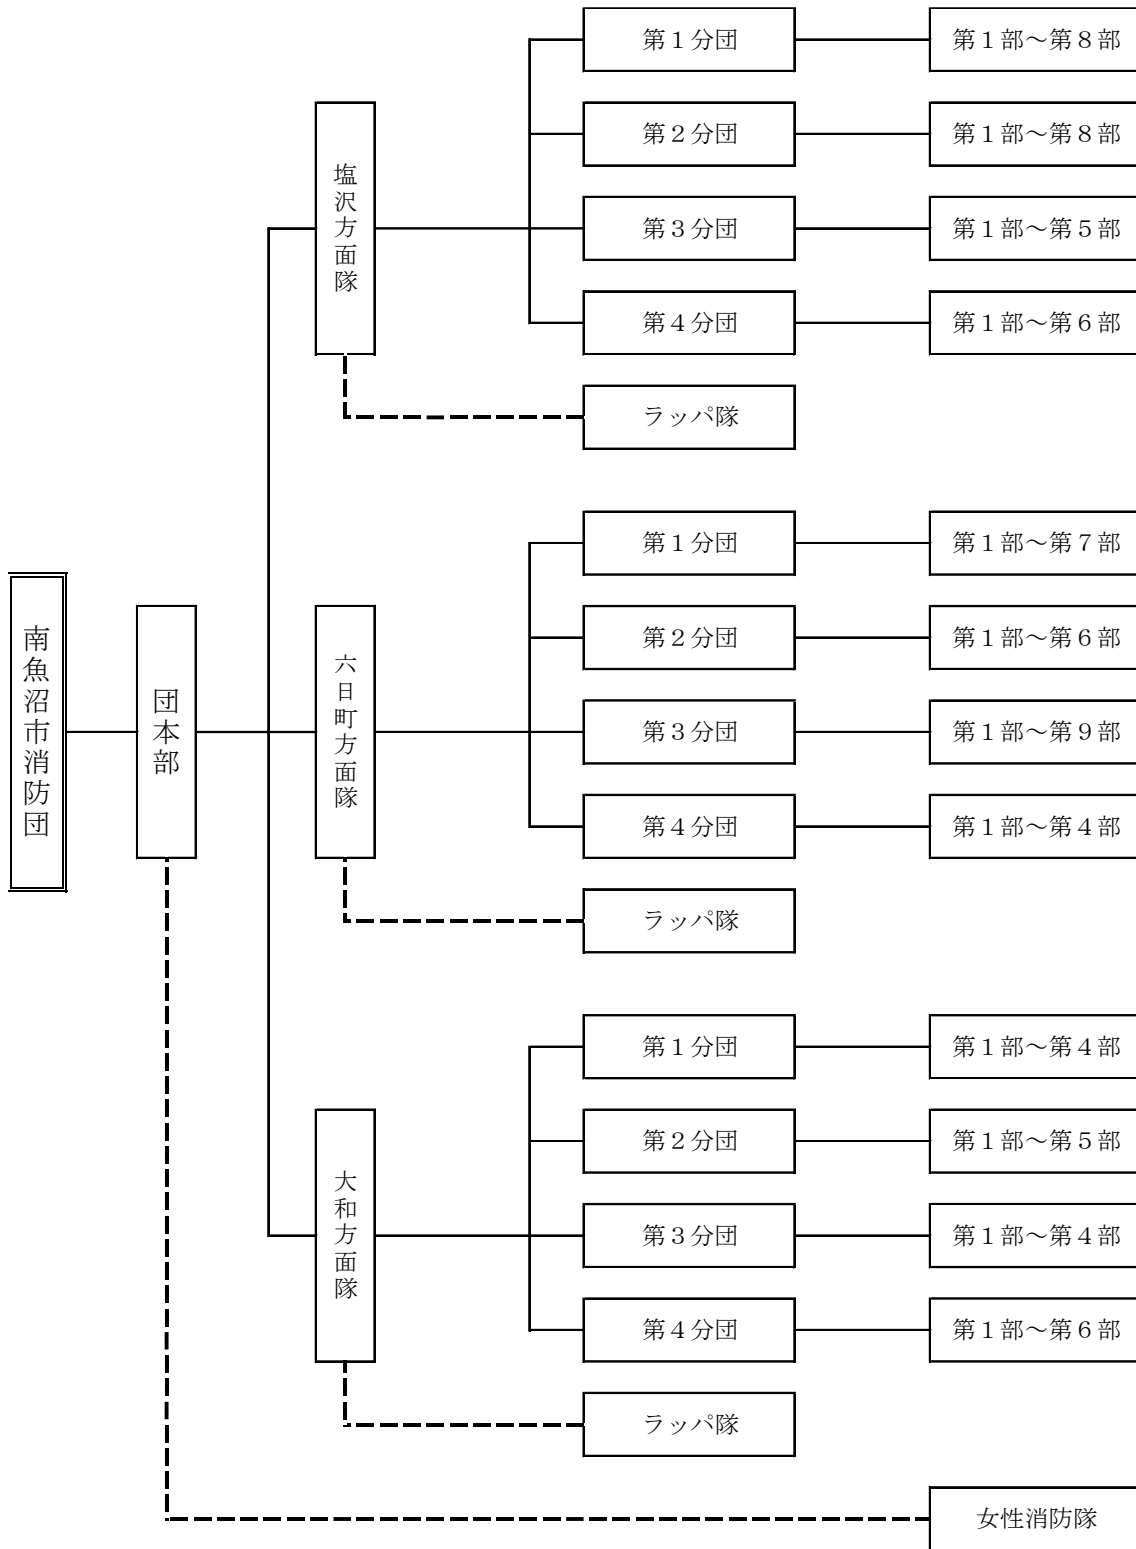 南魚沼市消防団
団本部
塩沢方面隊
第１分団
第１部～第８部
第２分団
第１部～第８部
第３分団
第１部～第５部
第４分団
第１部～第６部
ラッパ隊
六日町方面隊
第１分団
第１部～第７部
第２分団
第１部～第６部
第３分団
第１部～第９部
第４分団
第１部～第４部
ラッパ隊
大和方面隊
第１分団
第１部～第４部
第２分団
第１部～第５部
第３分団
第１部～第４部
第４分団
第１部～第６部
ラッパ隊
女性消防隊